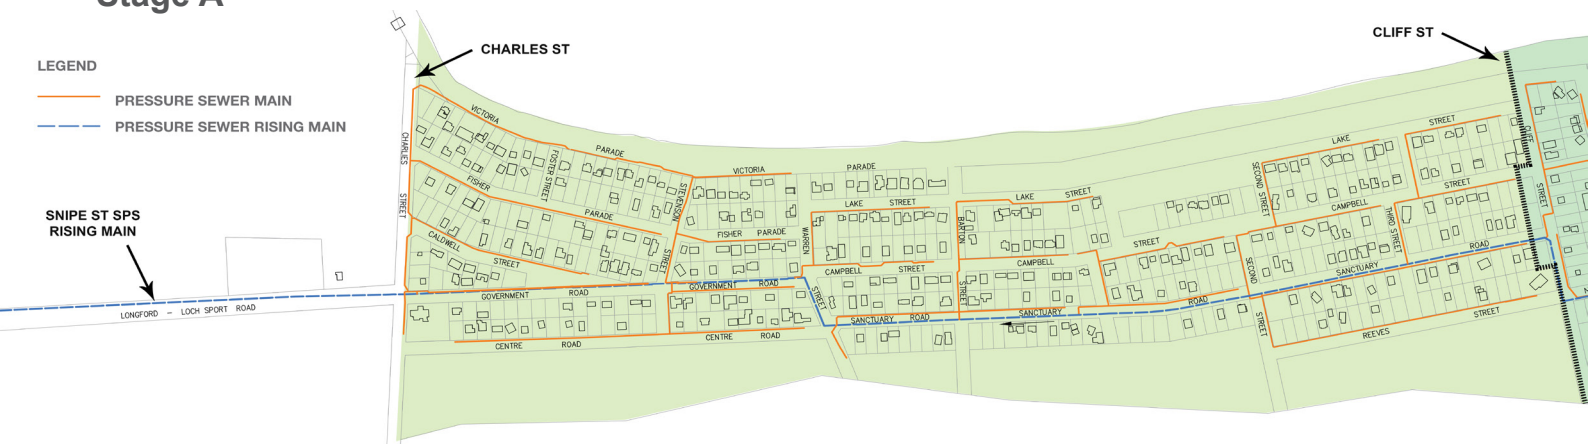 Stage A
LEGEND
PRESSURE SEWER MAIN
PRESSURE SEWER RISING MAIN
CHARLES ST
CLIFF ST
SNIPE ST SPS
RISING MAIN
LONGFORD – LOCH SPORT ROAD
CHARLIES STREET
VICTORIA PARADE
FOSTER STREET
FISHER PARADE
CALDWELL STREET
STEVENSON STREET
VICTORIA PARADE
LAKE STREET
FISHER PARADE
WARREN STREET
CAMPBELL STREET
GOVERNMENT ROAD
GOVERNMENT ROAD
CENTRE ROAD
CENTRE ROAD
BARTON STREET
LAKE STREET
CAMPBELL STREET
SANCTUARY ROAD
SANCTUARY ROAD
SECOND STREET
LAKE STREET
CAMPBELL STREET
THIRD STREET
SECOND STREET
SANCTUARY ROAD
REEVES STREET
CLIFF STREET